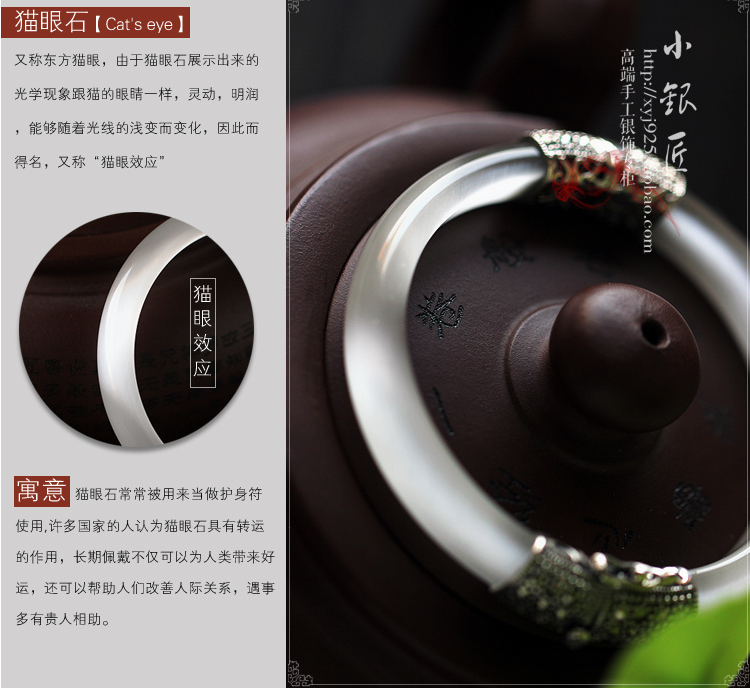 猫眼石【Cat's eye】
又称东方猫眼，由于猫眼石展示出来的
光学现象跟猫的眼睛一样，灵动，明润
，能够随着光线的浅变而变化，因此而
得名，又称“猫眼效应”
猫眼效应
寓意 猫眼石常常被用来当做护身符
使用,许多国家的人认为猫眼石具有转运
的作用，长期佩戴不仅可以为人类带来好
运，还可以帮助人们改善人际关系，遇事
多有贵人相助。
小银匠
高端手工银饰